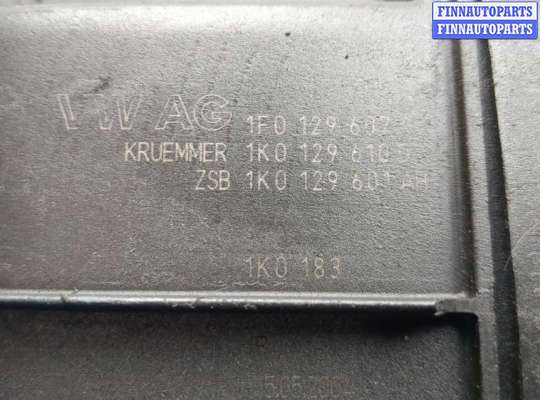 FINNAUTOPARTS
FINNAUTOPARTS
VW AG 1F0 129 607
KRUEMMER 1K0 129 610
ZSB 1K0 129 601 AH
1K0 183